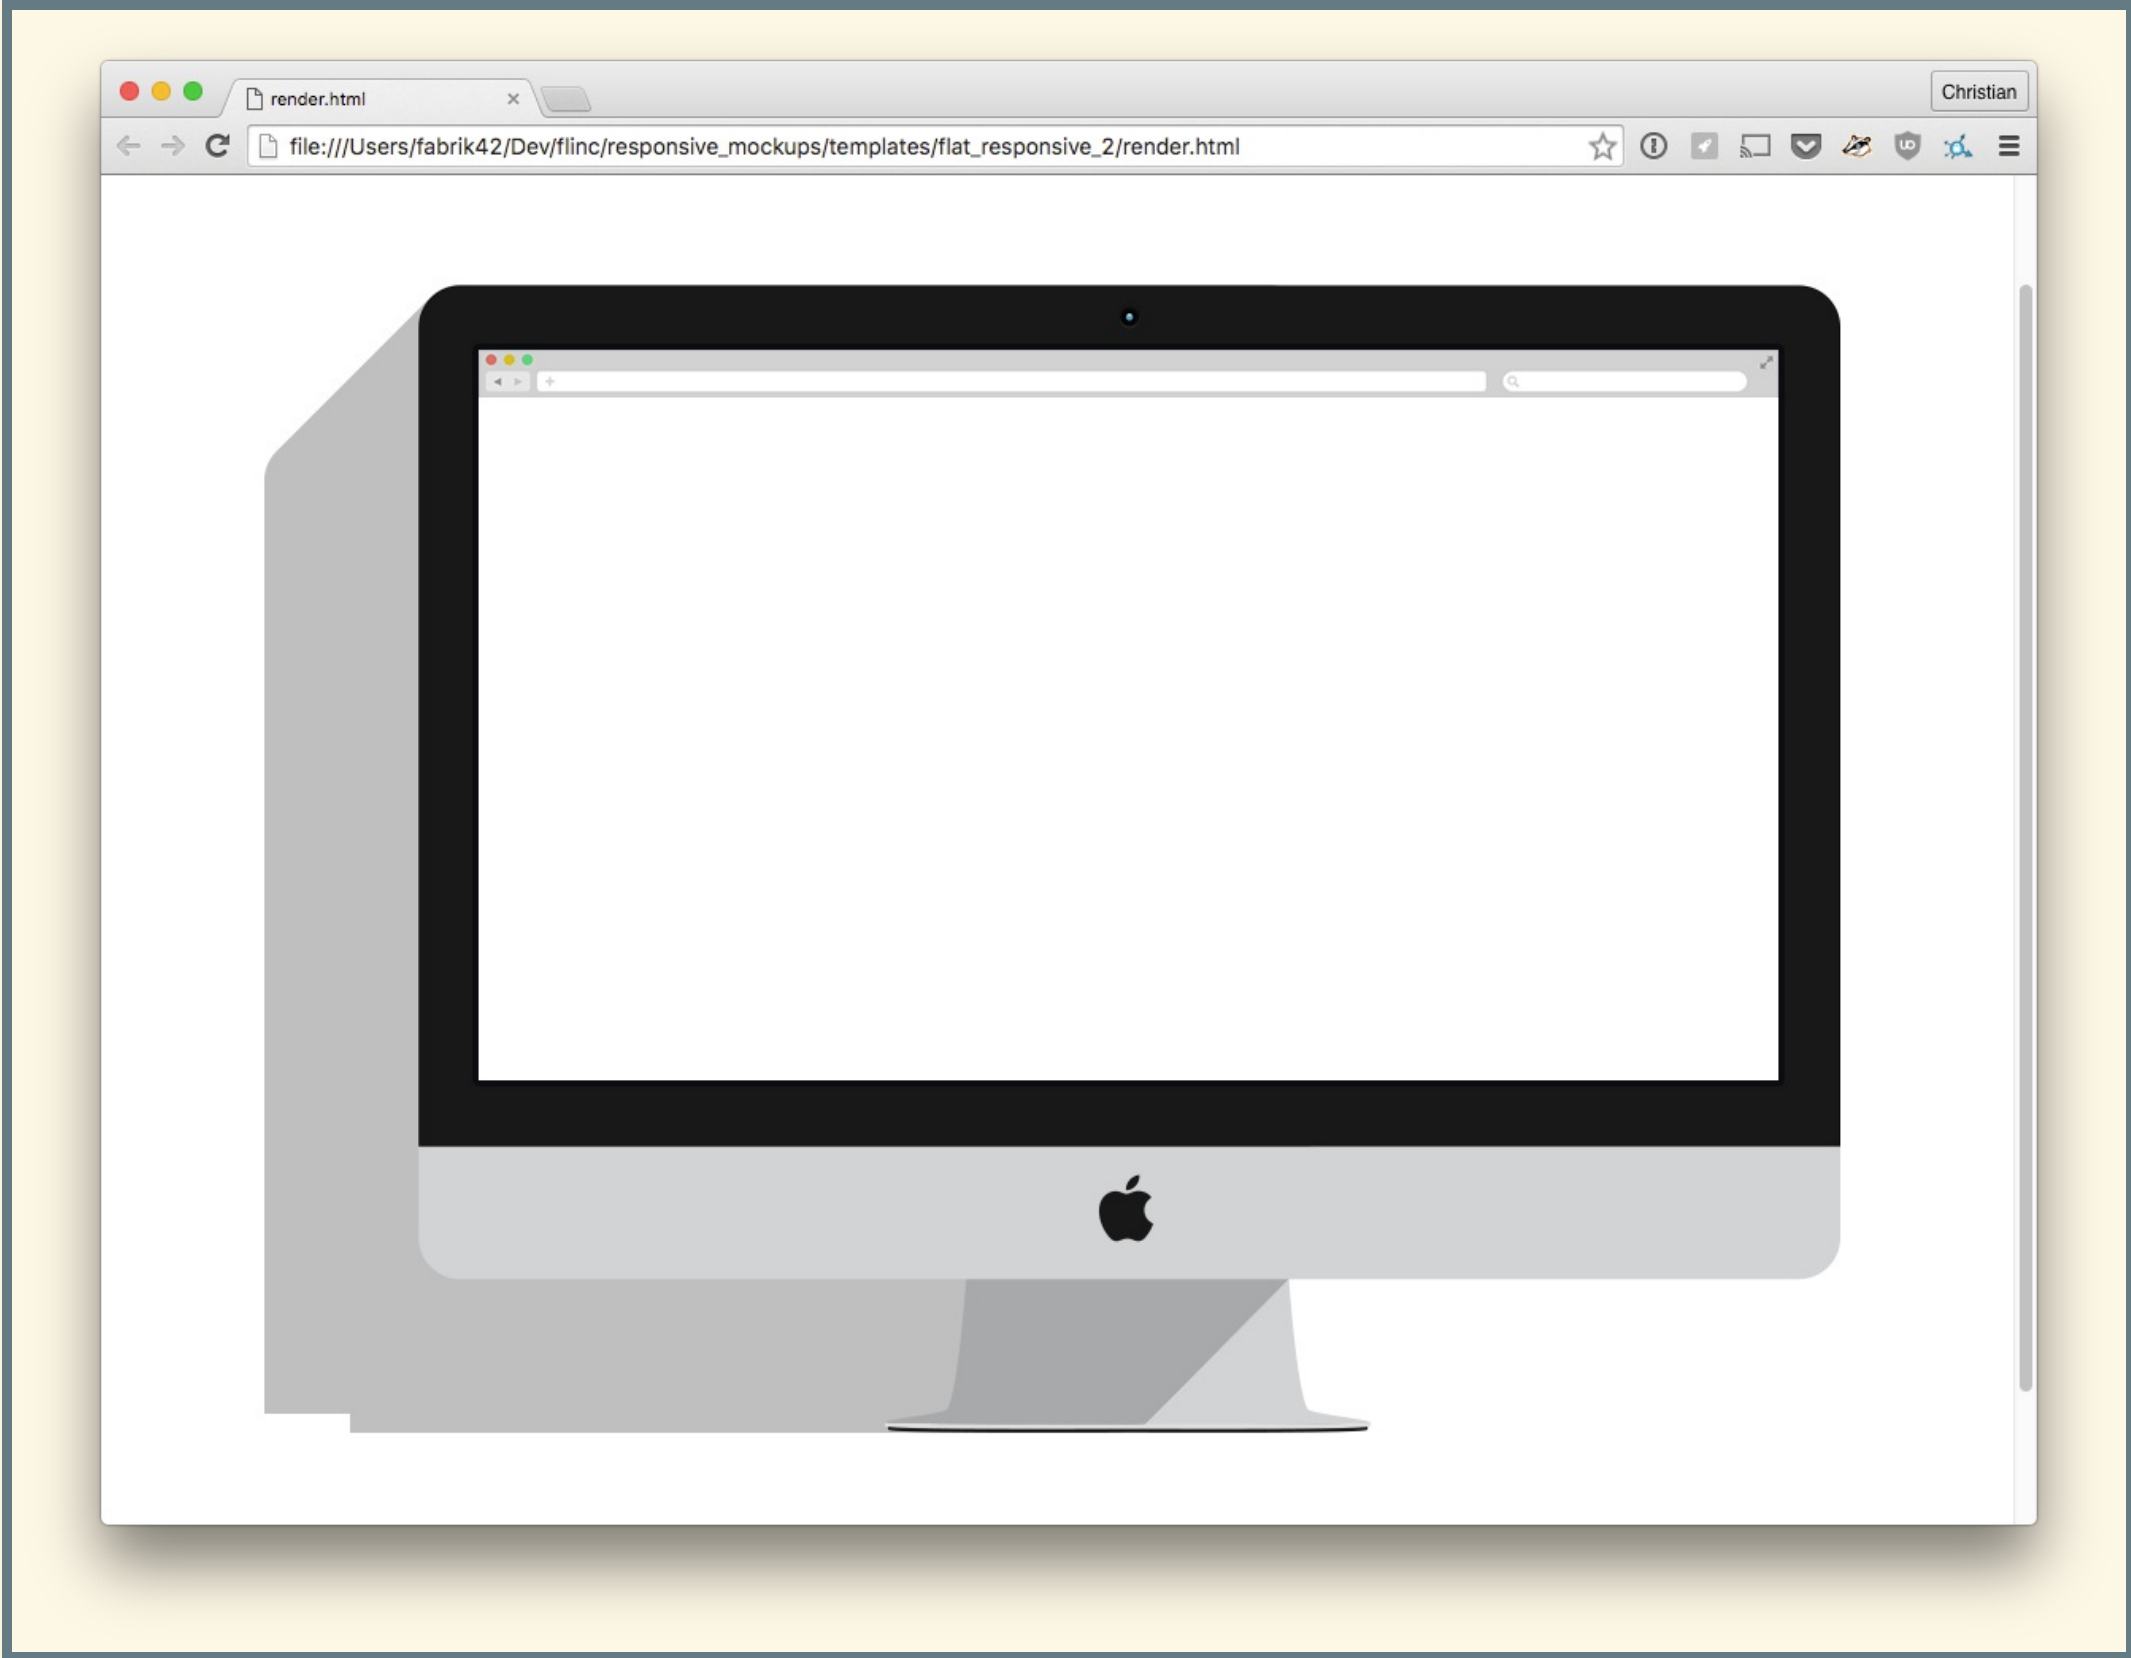 render.html
Christian
file:///Users/fabrik42/Dev/flinc/responsive_mockups/templates/flat_responsive_2/render.html